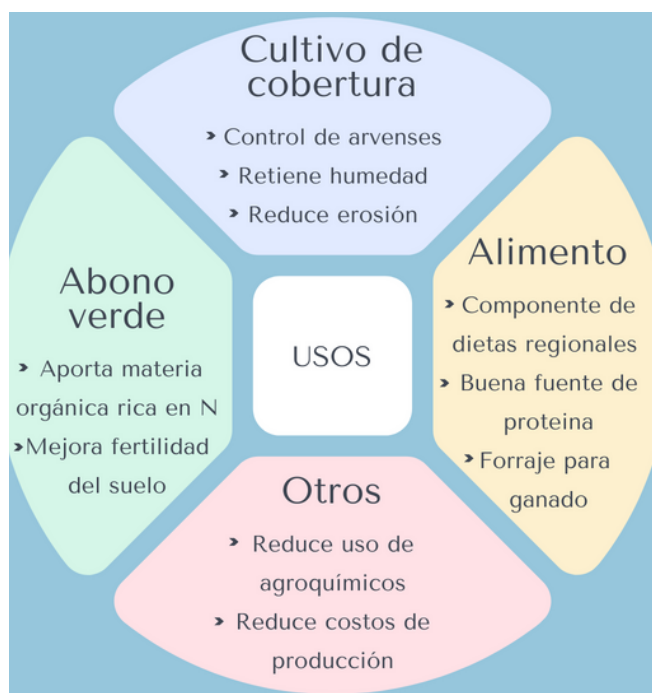 Cultivo de
cobertura
➤ Control de arvenses
➤ Retiene humedad
➤ Reduce erosión
Abono
verde
➤ Aporta materia
orgánica rica en N
➤Mejora fertilidad
del suelo
USOS
Alimento
➤ Componente de
dietas regionales
➤ Buena fuente de
proteina
➤ Forraje para
ganado
Otros
➤ Reduce uso de
agroquímicos
➤ Reduce costos de
producción